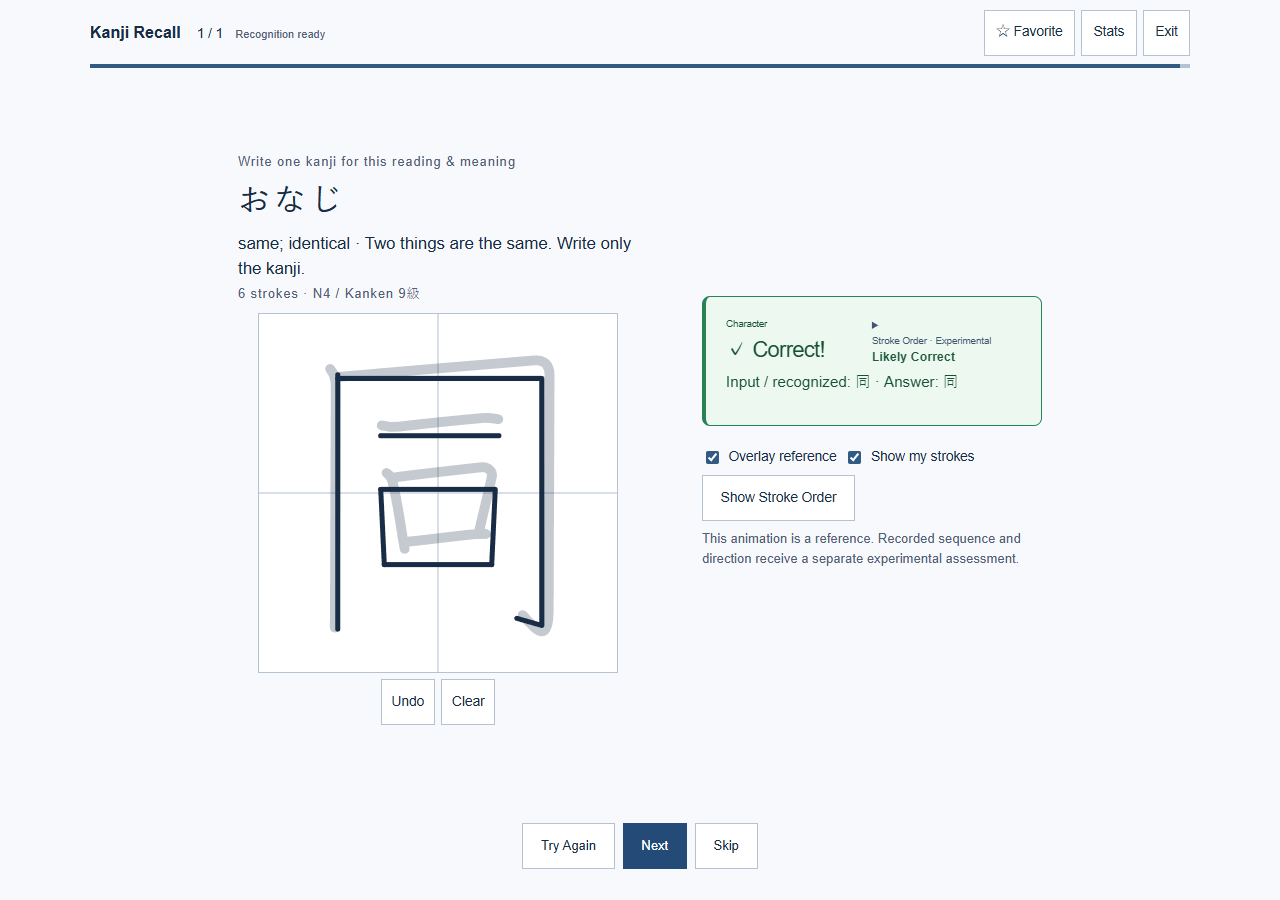 Kanji Recall 1 / 1 Recognition ready
☆ Favorite Stats Exit
Write one kanji for this reading & meaning
おなじ
same; identical · Two things are the same. Write only
the kanji.
6 strokes · N4 / Kanken 9級
同
Undo Clear
Character
✓ Correct!
▶
Stroke Order · Experimental
Likely Correct
Input / recognized: 同 · Answer: 同
Overlay reference Show my strokes
Show Stroke Order
This animation is a reference. Recorded sequence and
direction receive a separate experimental assessment.
Try Again Next Skip